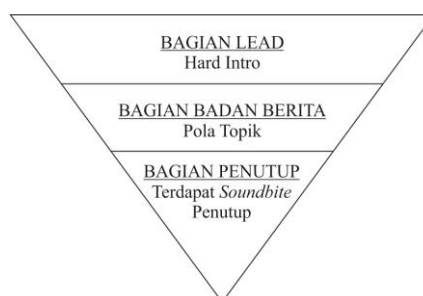 BAGIAN LEAD
Hard Intro
BAGIAN BADAN BERITA
Pola Topik
BAGIAN PENUTUP
Terdapat Soundbite
Penutup